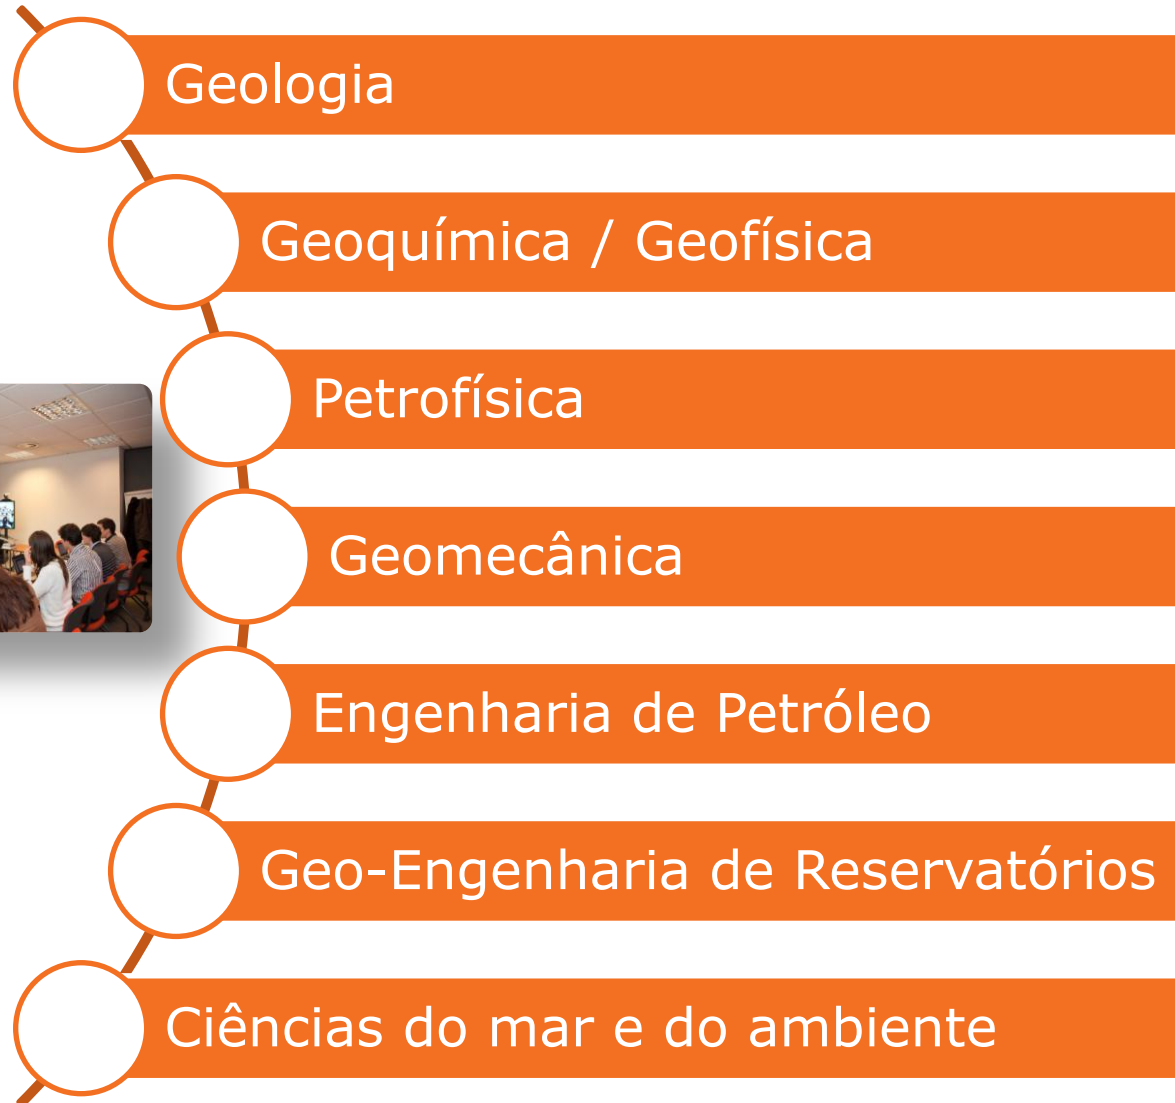 Geologia
Geoquímica / Geofísica
Petrofísica
Geomecânica
Engenharia de Petróleo
Geo-Engenharia de Reservatórios
Ciências do mar e do ambiente